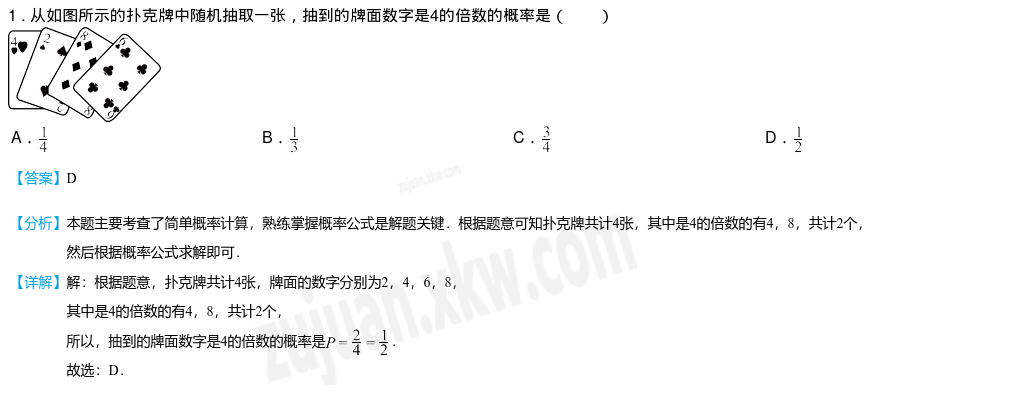 1．从如图所示的扑克牌中随机抽取一张，抽到的牌面数字是4的倍数的概率是（　　）
4 2 8 6
2 8 9
A．1/4 B．1/3 C．3/4 D．1/2
【答案】D
zujuan.xkw.com
【分析】本题主要考查了简单概率计算，熟练掌握概率公式是解题关键．根据题意可知扑克牌共计4张，其中是4的倍数的有4，8，共计2个，
然后根据概率公式求解即可．
【详解】解：根据题意，扑克牌共计4张，牌面的数字分别为2，4，6，8，
其中是4的倍数的有4，8，共计2个，
所以，抽到的牌面数字是4的倍数的概率是P = 2/4 = 1/2．
故选：D．
zujuan.xkw.com